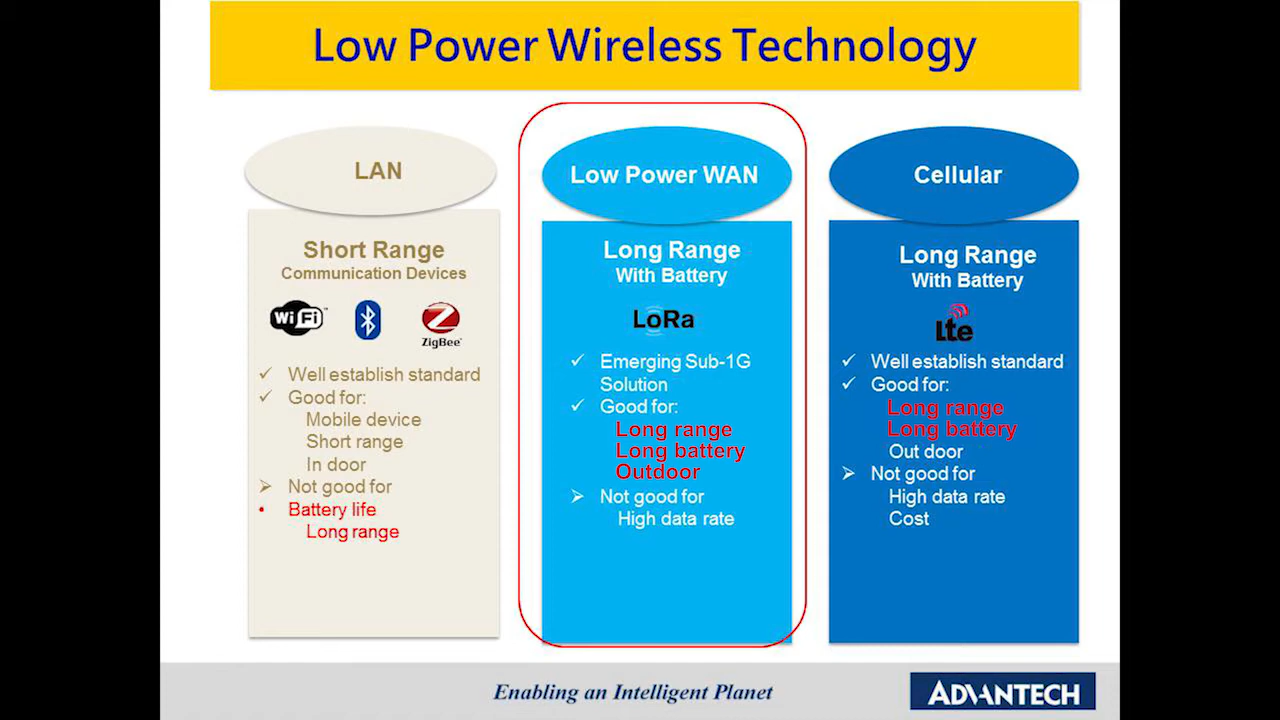 Low Power Wireless Technology
LAN
Short Range
Communication Devices
WiFi™
ZigBee®
Well establish standard
Good for:
Mobile device
Short range
In door
Not good for
Battery life
Long range
Low Power WAN
Long Range
With Battery
LoRa
Emerging Sub-1G
Solution
Good for:
Long range
Long battery
Outdoor
Not good for
High data rate
Cellular
Long Range
With Battery
Lte
Well establish standard
Good for:
Long range
Long battery
Out door
Not good for
High data rate
Cost
Enabling an Intelligent Planet
ADVANTECH